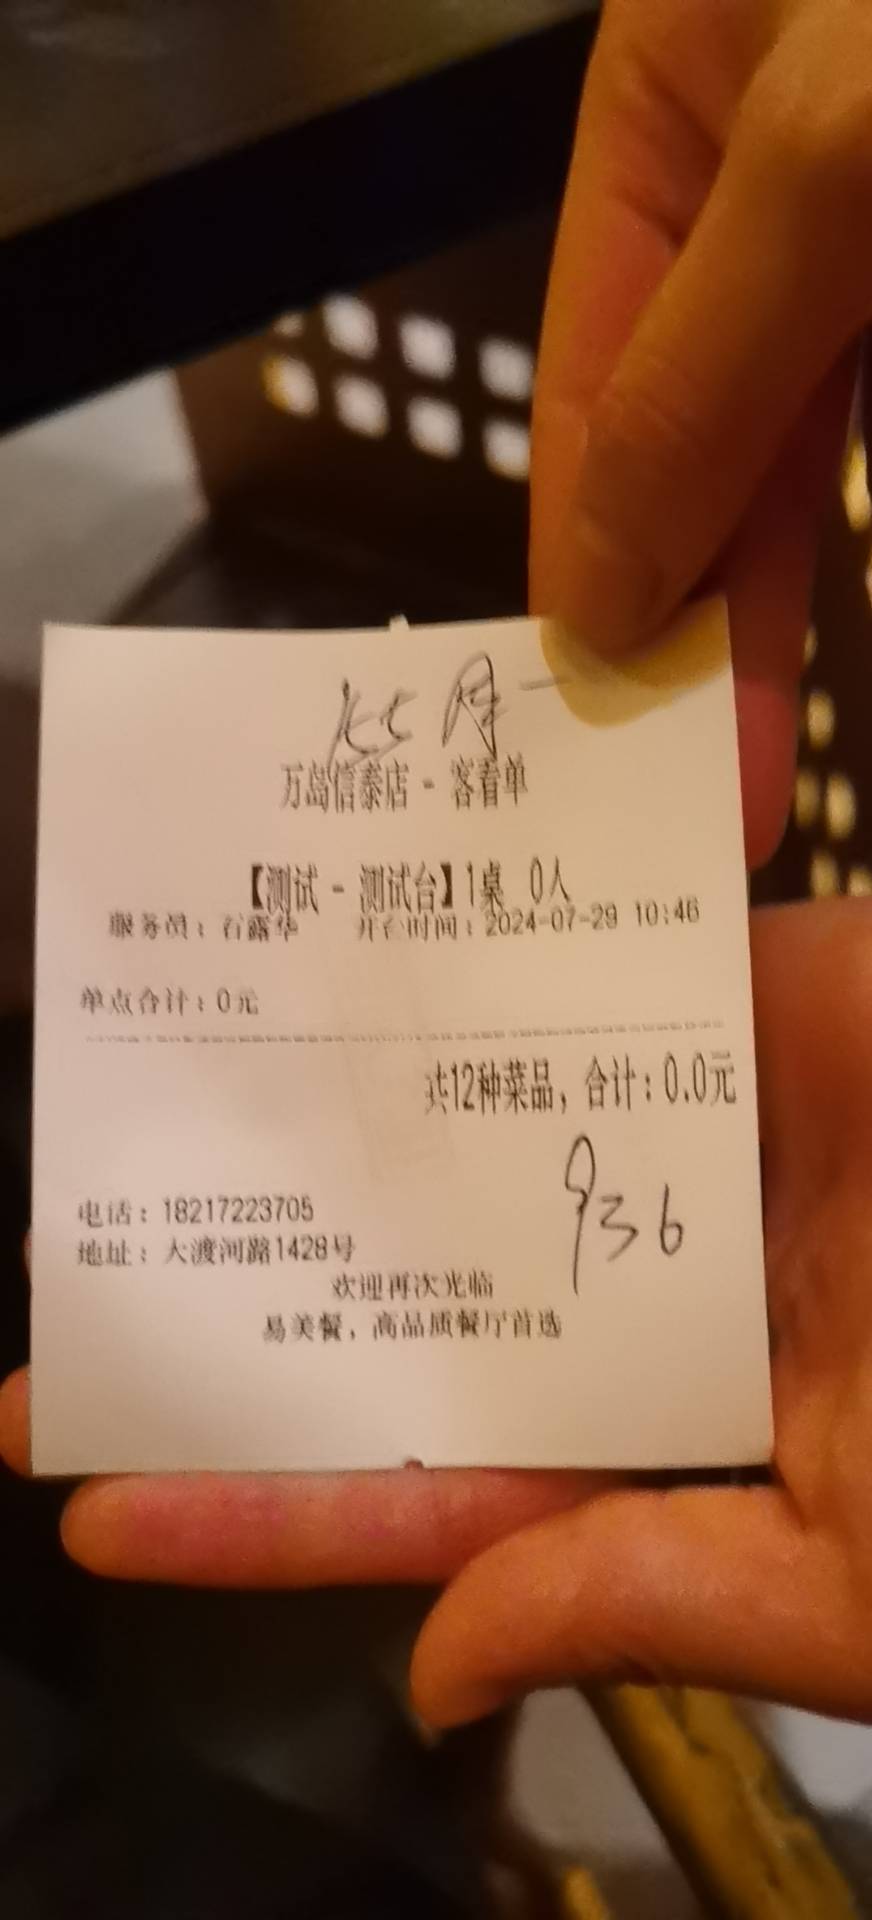 万岛信泰店 - 客看单
【测试 - 测试台】1桌 0人
服务员：石露华 开台时间：2024-07-29 10:46
单点合计：0元
共12种菜品，合计：0.0元
936
电话：18217223705
地址：大渡河路1428号
欢迎再次光临
易美餐，高品质餐厅首选